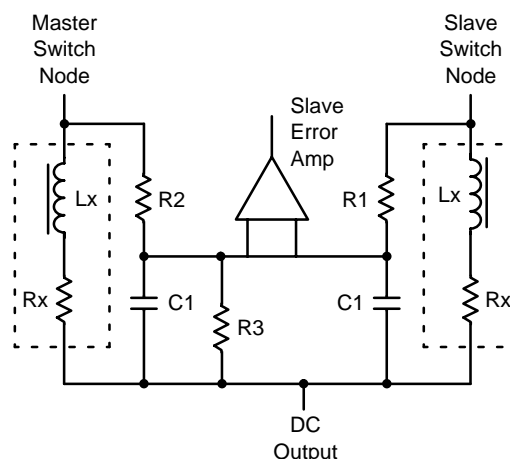 Master
Switch
Node
Slave
Switch
Node
Slave
Error
Amp
Lx
R2
R1
Lx
Rx
C1
R3
C1
Rx
DC
Output